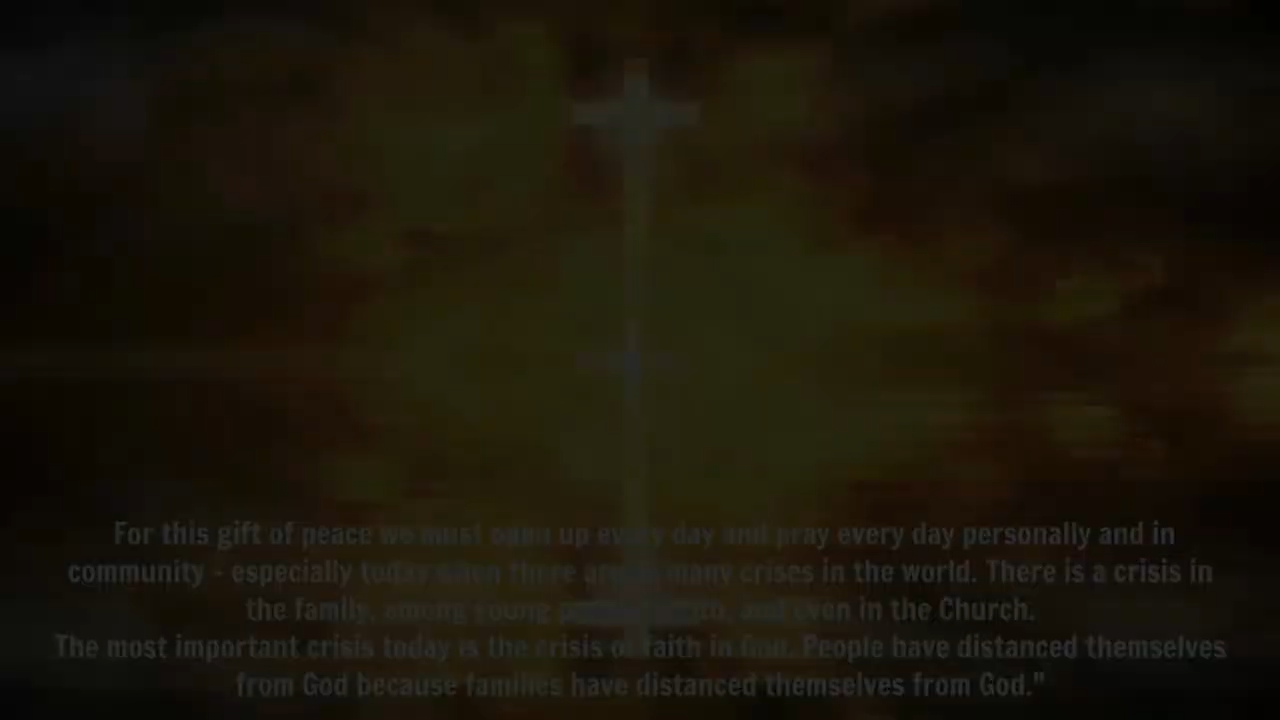 For this gift of peace we must open up every day and pray every day personally and in
community - especially today when there are so many crises in the world. There is a crisis in
the family, among young people, and even in the Church.
The most important crisis today is the crisis of faith in God. People have distanced themselves
from God because families have distanced themselves from God."